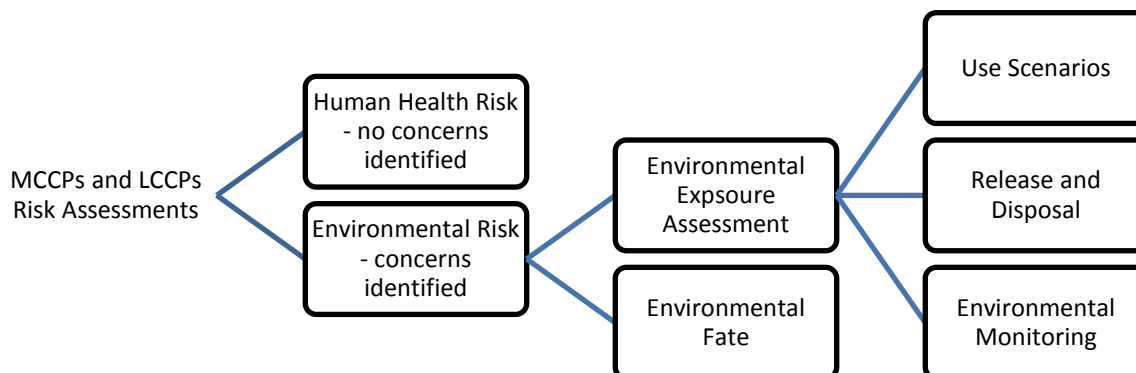 MCCPs and LCCPs
Risk Assessments
Human Health Risk
- no concerns
identified
Environmental Risk
- concerns
identified
Environmental
Expsoure
Assessment
Environmental
Fate
Use Scenarios
Release and
Disposal
Environmental
Monitoring